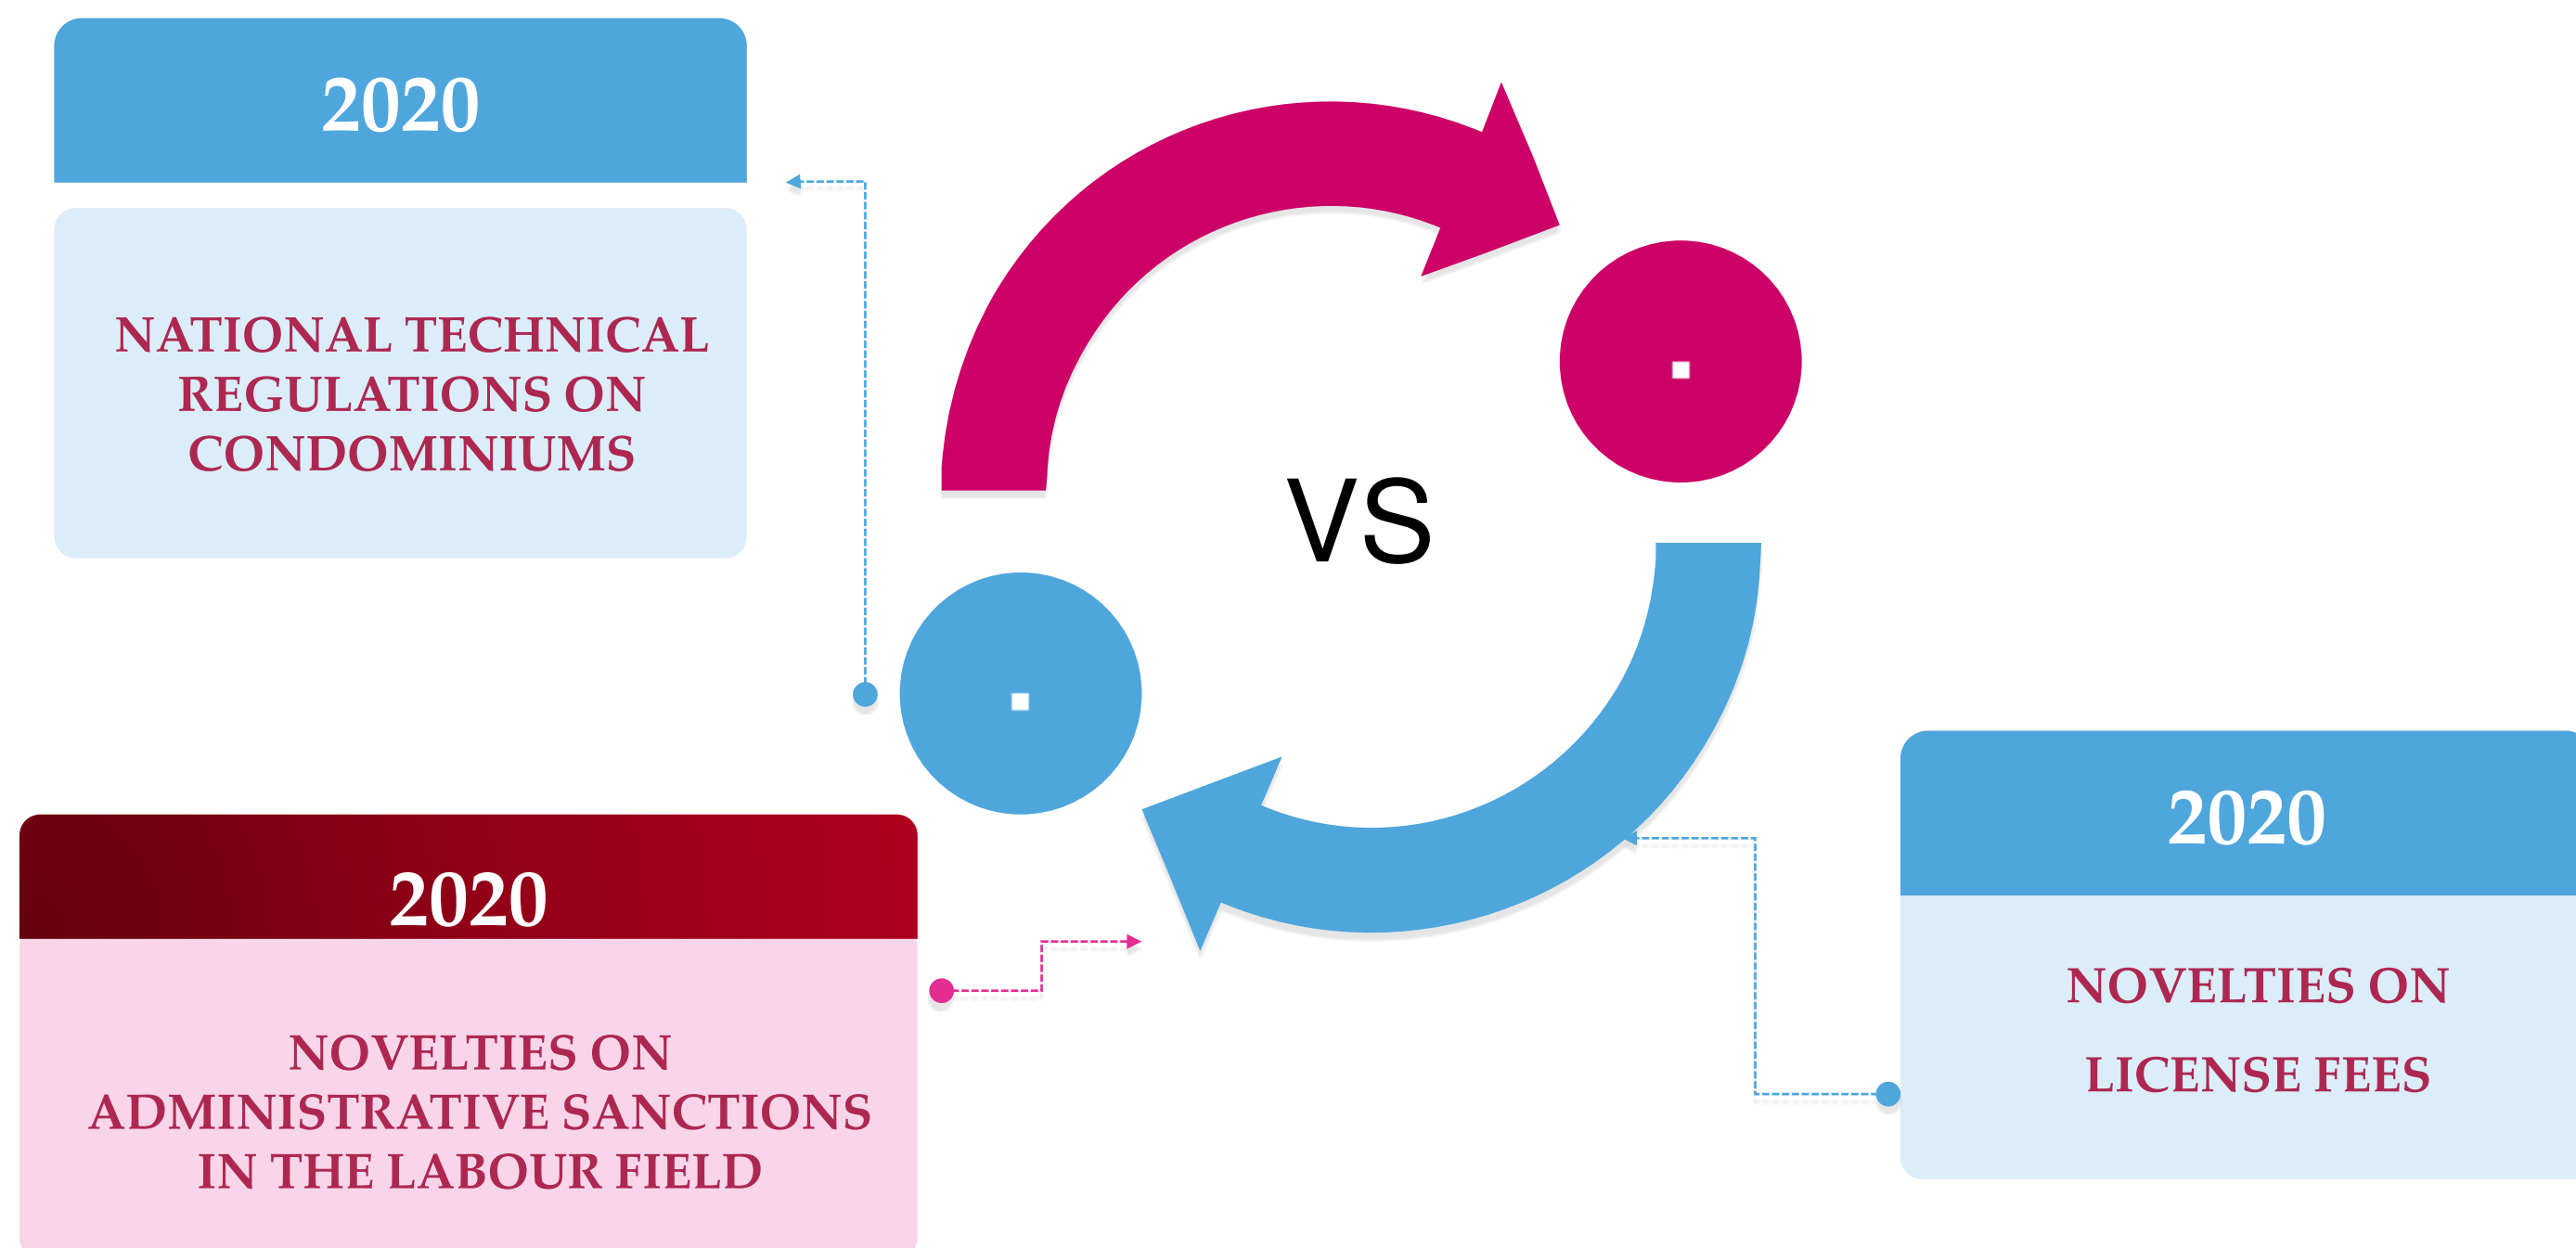 2020
NATIONAL TECHNICAL
REGULATIONS ON
CONDOMINIUMS
VS
2020
NOVELTIES ON
ADMINISTRATIVE SANCTIONS
IN THE LABOUR FIELD
2020
NOVELTIES ON
LICENSE FEES